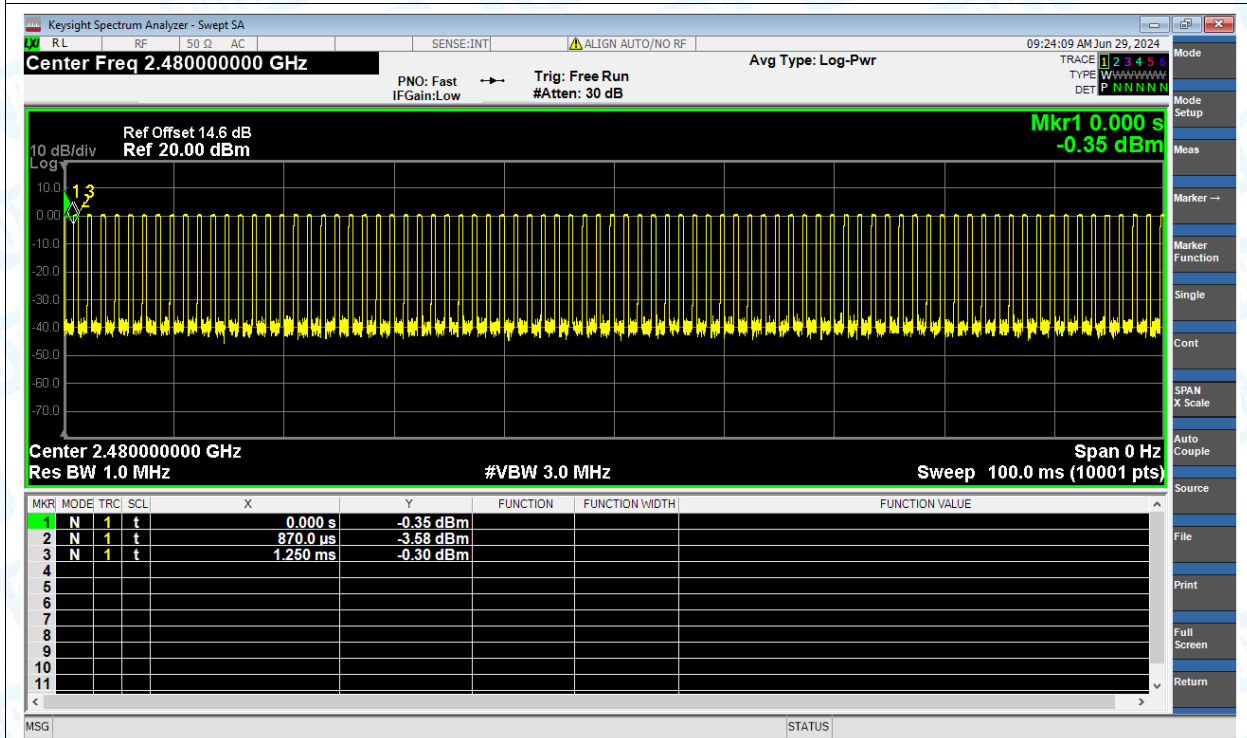 Keysight Spectrum Analyzer - Swept SA
LXI RL RF 50 Ω AC SENSE:INT ALIGN AUTO/NO RF 09:24:09 AM Jun 29, 2024
Center Freq 2.480000000 GHz Avg Type: Log-Pwr TRACE 1 2 3 4 5 6
PNO: Fast Trig: Free Run TYPE WWWWWW
IFGain:Low #Atten: 30 dB DET P N N N N N
Mkr1 0.000 s
-0.35 dBm
Ref Offset 14.6 dB
10 dB/div Ref 20.00 dBm
Log
10.0
0.00
-10.0
-20.0
-30.0
-40.0
-50.0
-60.0
-70.0
1 3
2
Center 2.480000000 GHz Span 0 Hz
Res BW 1.0 MHz #VBW 3.0 MHz Sweep 100.0 ms (10001 pts)
MKR MODE TRC SCL X Y FUNCTION FUNCTION WIDTH FUNCTION VALUE
1 N 1 t 0.000 s -0.35 dBm
2 N 1 t 870.0 µs -3.58 dBm
3 N 1 t 1.250 ms -0.30 dBm
4
5
6
7
8
9
10
11
MSG STATUS
Mode
Mode
Setup
Meas
Marker →
Marker
Function
Single
Cont
SPAN
X Scale
Auto
Couple
Source
File
Print
Full
Screen
Return